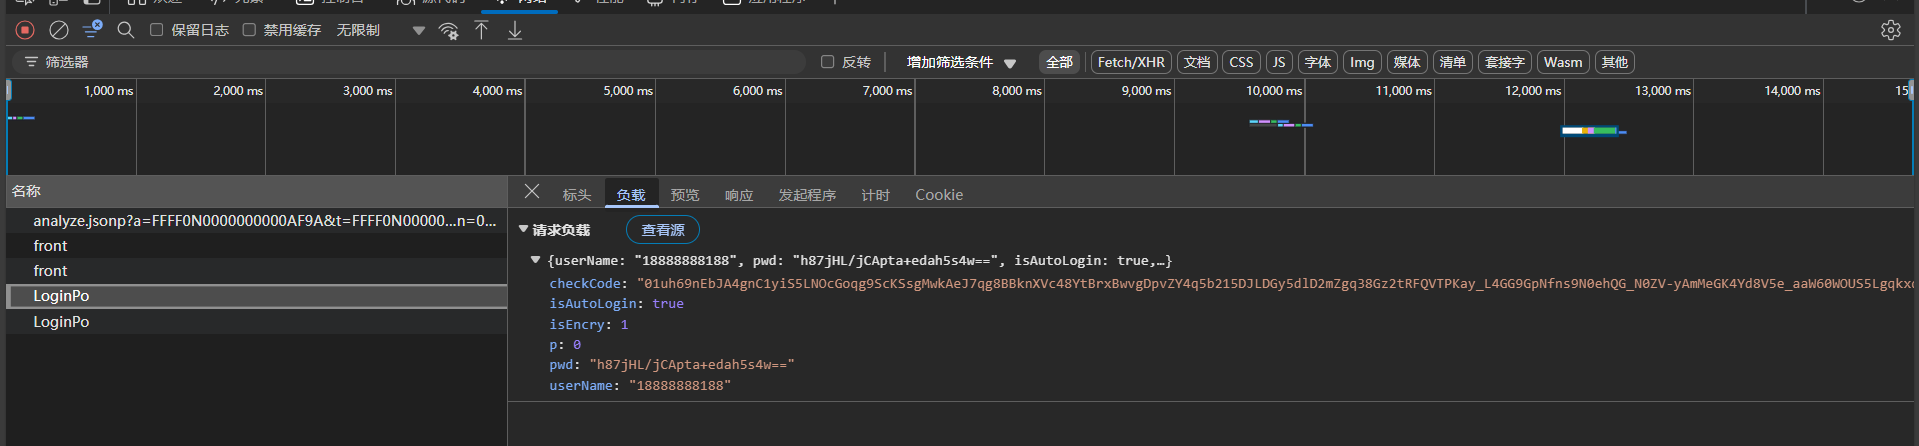 保留日志 禁用缓存 无限制
筛选器 反转 增加筛选条件 全部 Fetch/XHR 文档 CSS JS 字体 Img 媒体 清单 套接字 Wasm 其他
1,000 ms 2,000 ms 3,000 ms 4,000 ms 5,000 ms 6,000 ms 7,000 ms 8,000 ms 9,000 ms 10,000 ms 11,000 ms 12,000 ms 13,000 ms 14,000 ms 15
名称
analyze.jsonp?a=FFFF0N0000000000AF9A&t=FFFF0N00000...n=0...
front
front
LoginPo
LoginPo
标头 负载 预览 响应 发起程序 计时 Cookie
请求负载 查看源
{userName: "18888888188", pwd: "h87jHL/jCApta+edah5s4w==", isAutoLogin: true,…}
checkCode: "01uh69nEbJA4gnC1yiS5LNOcGoqg9ScKSsgMwkAeJ7qg8BBknXVc48YtBrxBwvgDpvZY4q5b215DJLDGy5dlD2mZgq38Gz2tRFQVTPKay_L4GG9GpNfns9N0ehQG_N0ZV-yAmMeGK4Yd8V5e_aaW60WOUS5Lgqkxc
isAutoLogin: true
isEncry: 1
p: 0
pwd: "h87jHL/jCApta+edah5s4w=="
userName: "18888888188"